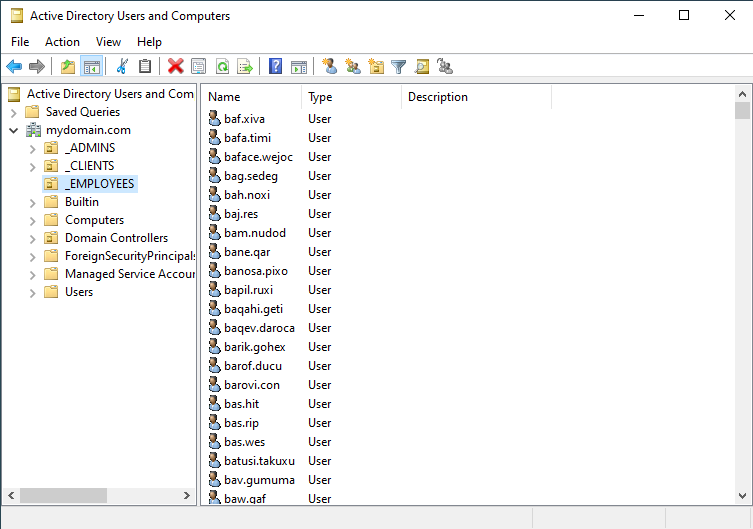 Active Directory Users and Computers
File Action View Help
Active Directory Users and Com
Saved Queries
mydomain.com
_ADMINS
_CLIENTS
_EMPLOYEES
Builtin
Computers
Domain Controllers
ForeignSecurityPrincipals
Managed Service Accour
Users
Name Type Description
baf.xiva User
bafa.timi User
baface.wejoc User
bag.sedeg User
bah.noxi User
baj.res User
bam.nudod User
bane.qar User
banosa.pixo User
bapil.ruxi User
baqahi.geti User
baqev.daroca User
barik.gohex User
barof.ducu User
barovi.con User
bas.hit User
bas.rip User
bas.wes User
batusi.takuxu User
bav.gumuma User
baw.gaf User